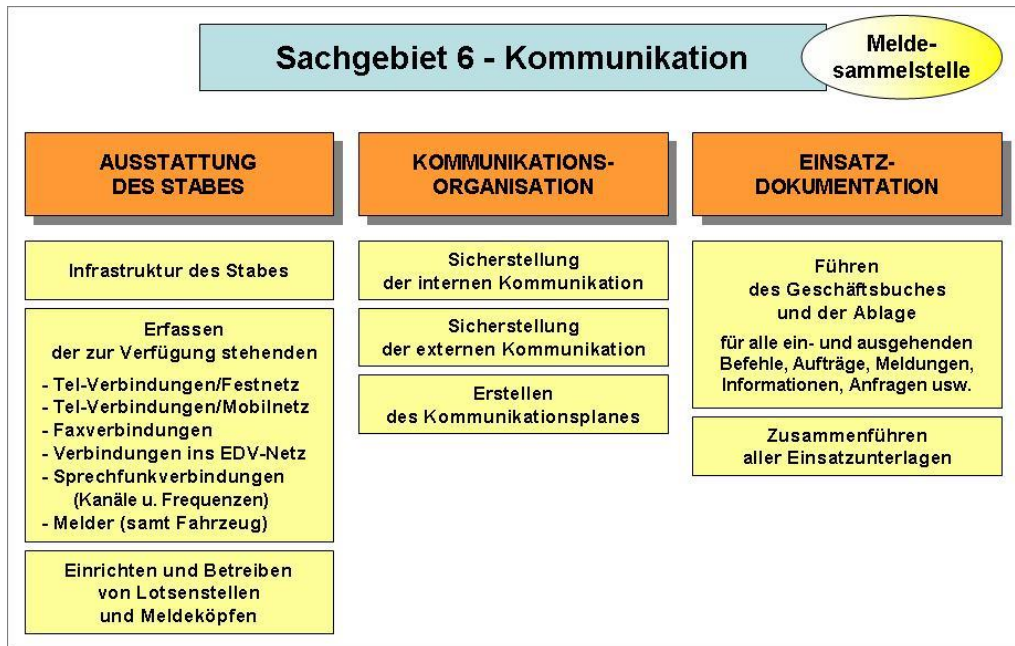 Sachgebiet 6 - Kommunikation
Melde-
sammelstelle
AUSSTATTUNG
DES STABES
Infrastruktur des Stabes
Erfassen
der zur Verfügung stehenden
- Tel-Verbindungen/Festnetz
- Tel-Verbindungen/Mobilnetz
- Faxverbindungen
- Verbindungen ins EDV-Netz
- Sprechfunkverbindungen
(Kanäle u. Frequenzen)
- Melder (samt Fahrzeug)
Einrichten und Betreiben
von Lotsenstellen
und Meldeköpfen
KOMMUNIKATIONS-
ORGANISATION
Sicherstellung
der internen Kommunikation
Sicherstellung
der externen Kommunikation
Erstellen
des Kommunikationsplanes
EINSATZ-
DOKUMENTATION
Führen
des Geschäftsbuches
und der Ablage
für alle ein- und ausgehenden
Befehle, Aufträge, Meldungen,
Informationen, Anfragen usw.
Zusammenführen
aller Einsatzunterlagen